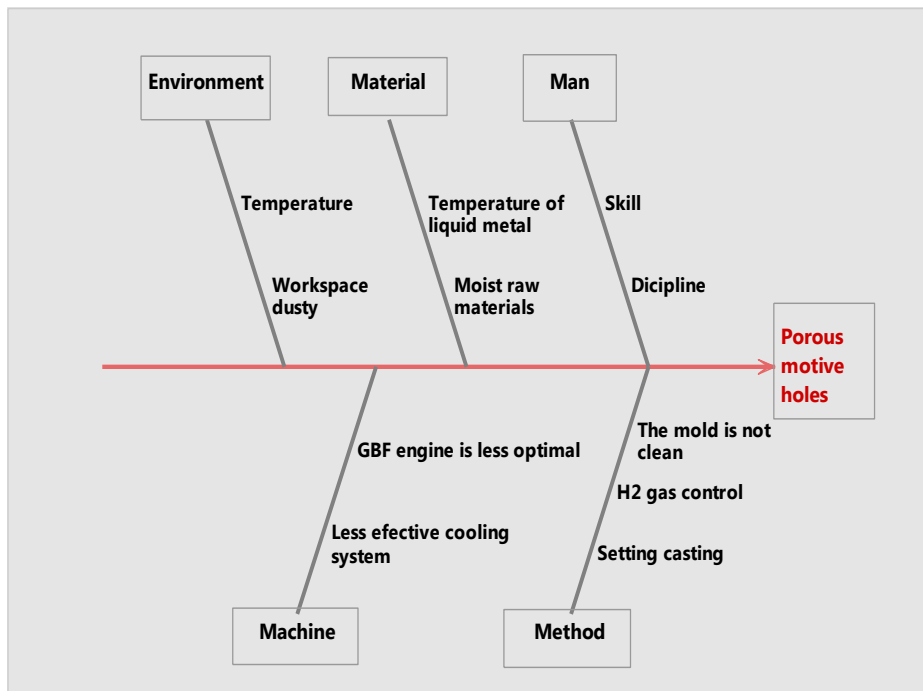 Environment
Material
Man
Temperature
Temperature of
liquid metal
Skill
Workspace
dusty
Moist raw
materials
Dicipline
Porous
motive
holes
GBF engine is less optimal
The mold is not
clean
H2 gas control
Less efective cooling
system
Setting casting
Machine
Method